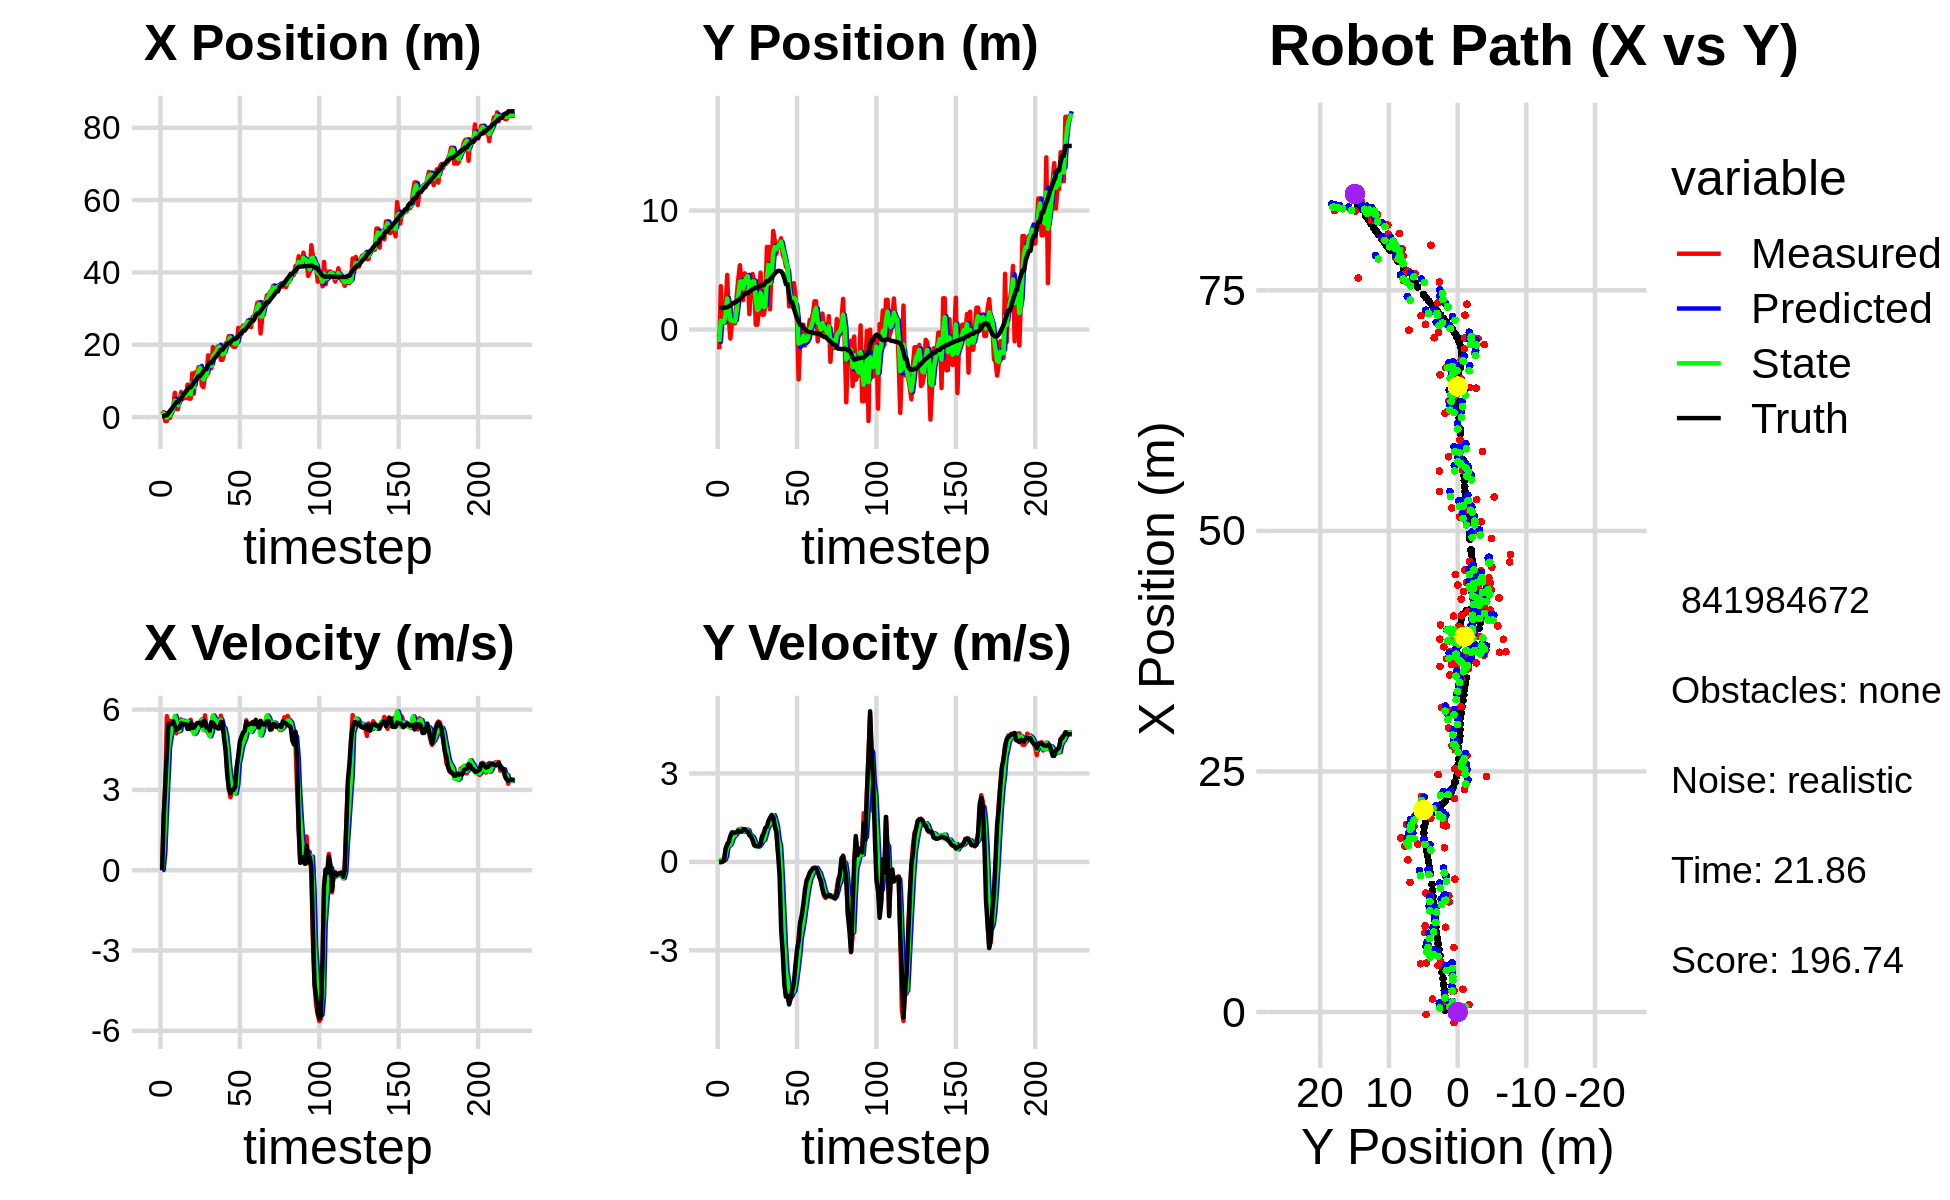 X Position (m)
80
60
40
20
0
0 50 100 150 200
timestep
Y Position (m)
10
0
0 50 100 150 200
timestep
X Velocity (m/s)
6
3
0
-3
-6
0 50 100 150 200
timestep
Y Velocity (m/s)
3
0
-3
0 50 100 150 200
timestep
Robot Path (X vs Y)
X Position (m)
75
50
25
0
20 10 0 -10 -20
Y Position (m)
variable
Measured
Predicted
State
Truth
841984672
Obstacles: none
Noise: realistic
Time: 21.86
Score: 196.74